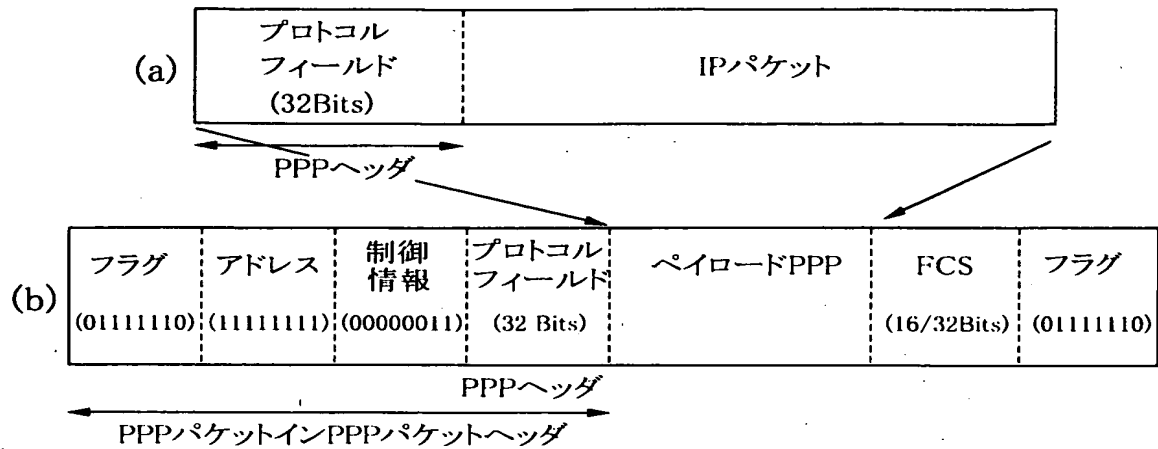 (a)
プロトコル
フィールド
(32Bits)
IPパケット
PPPヘッダ
(b)
フラグ
(01111110)
アドレス
(11111111)
制御
情報
(00000011)
プロトコル
フィールド
(32 Bits)
ペイロードPPP
FCS
(16/32Bits)
フラグ
(01111110)
PPPヘッダ
PPPパケットインPPPパケットヘッダ